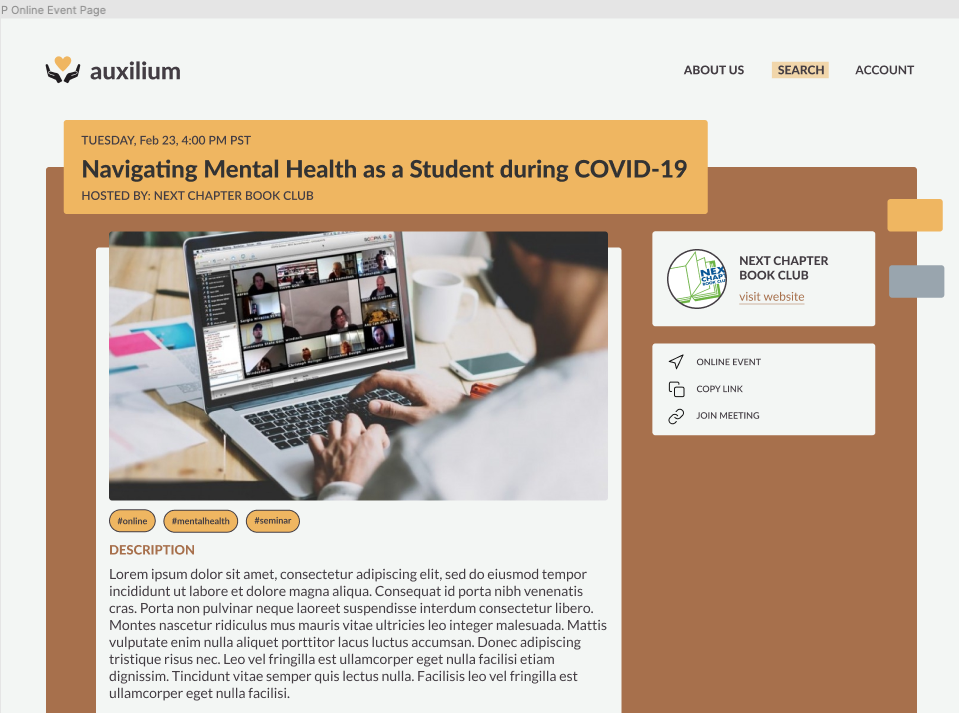 P Online Event Page
auxilium
ABOUT US
SEARCH
ACCOUNT
TUESDAY, Feb 23, 4:00 PM PST
Navigating Mental Health as a Student during COVID-19
HOSTED BY: NEXT CHAPTER BOOK CLUB
NEXT CHAPTER
BOOK CLUB
visit website
ONLINE EVENT
COPY LINK
JOIN MEETING
#online
#mentalhealth
#seminar
DESCRIPTION
Lorem ipsum dolor sit amet, consectetur adipiscing elit, sed do eiusmod tempor
incididunt ut labore et dolore magna aliqua. Consequat id porta nibh venenatis
cras. Porta non pulvinar neque laoreet suspendisse interdum consectetur libero.
Montes nascetur ridiculus mus mauris vitae ultricies leo integer malesuada. Mattis
vulputate enim nulla aliquet porttitor lacus luctus accumsan. Donec adipiscing
tristique risus nec. Leo vel fringilla est ullamcorper eget nulla facilisi etiam
dignissim. Tincidunt vitae semper quis lectus nulla. Facilisis leo vel fringilla est
ullamcorper eget nulla facilisi.